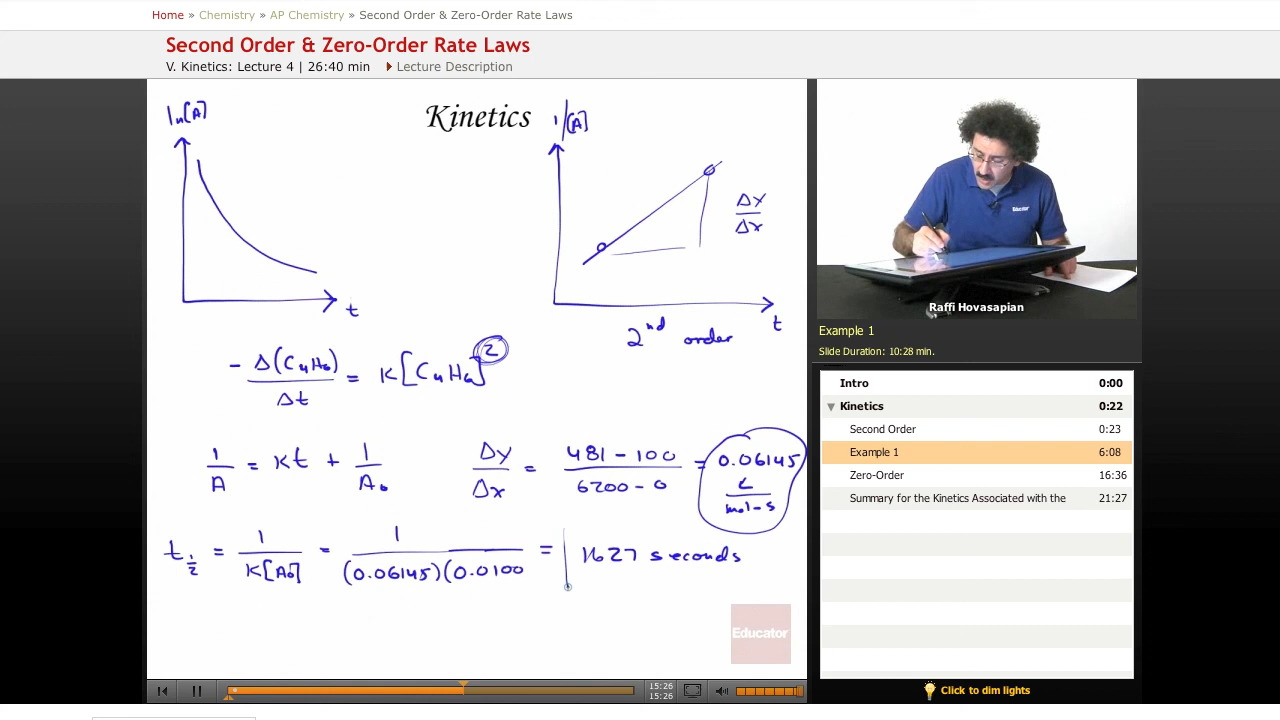 Home » Chemistry » AP Chemistry » Second Order & Zero-Order Rate Laws
Second Order & Zero-Order Rate Laws
V. Kinetics: Lecture 4 | 26:40 min
Lecture Description
Kinetics
ln[A]
t
1/[A]
Δy/Δx
t
2nd order
- Δ(C4H6)/Δt = K[C4H6]^2
1/A = Kt + 1/A0
Δy/Δx = (481 - 100)/(6200 - 0) = 0.06145 L/mol-s
t1/2 = 1/K[A0] = 1/(0.06145)(0.0100 = 1627 seconds
Educator
15:26
15:26
Educator
Raffi Hovasapian
Example 1
Slide Duration: 10:28 min.
Intro 0:00
Kinetics 0:22
Second Order 0:23
Example 1 6:08
Zero-Order 16:36
Summary for the Kinetics Associated with the 21:27
Click to dim lights